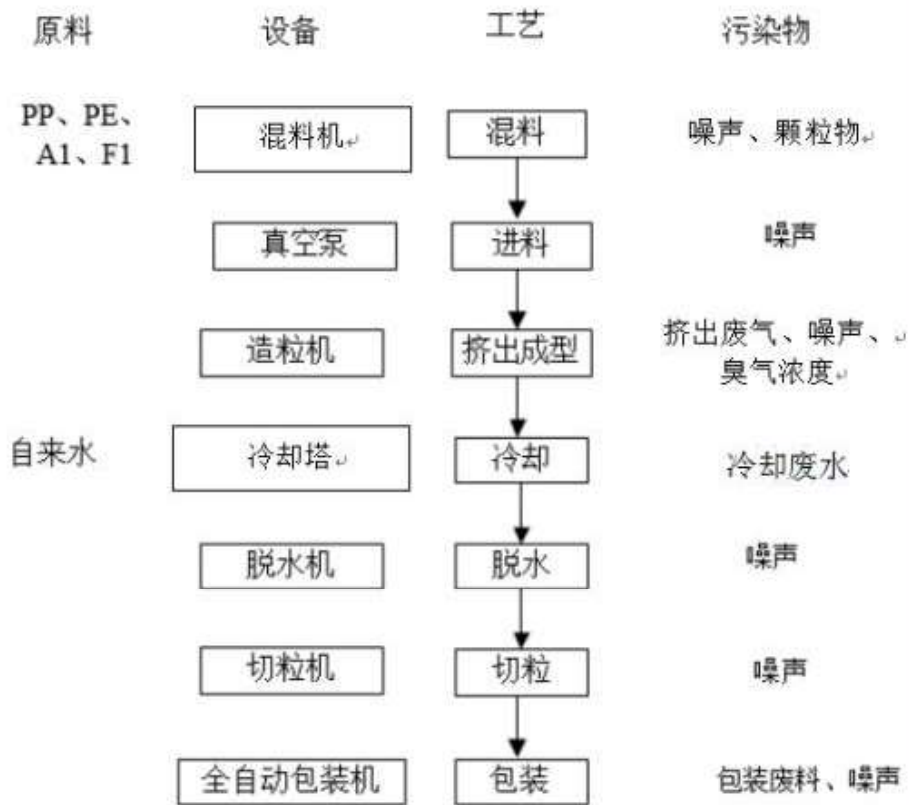 原料 设备 工艺 污染物
PP、PE、
A1、F1
混料机 混料 噪声、颗粒物
真空泵 进料 噪声
造粒机 挤出成型 挤出废气、噪声、
臭气浓度
自来水 冷却塔 冷却 冷却废水
脱水机 脱水 噪声
切粒机 切粒 噪声
全自动包装机 包装 包装废料、噪声